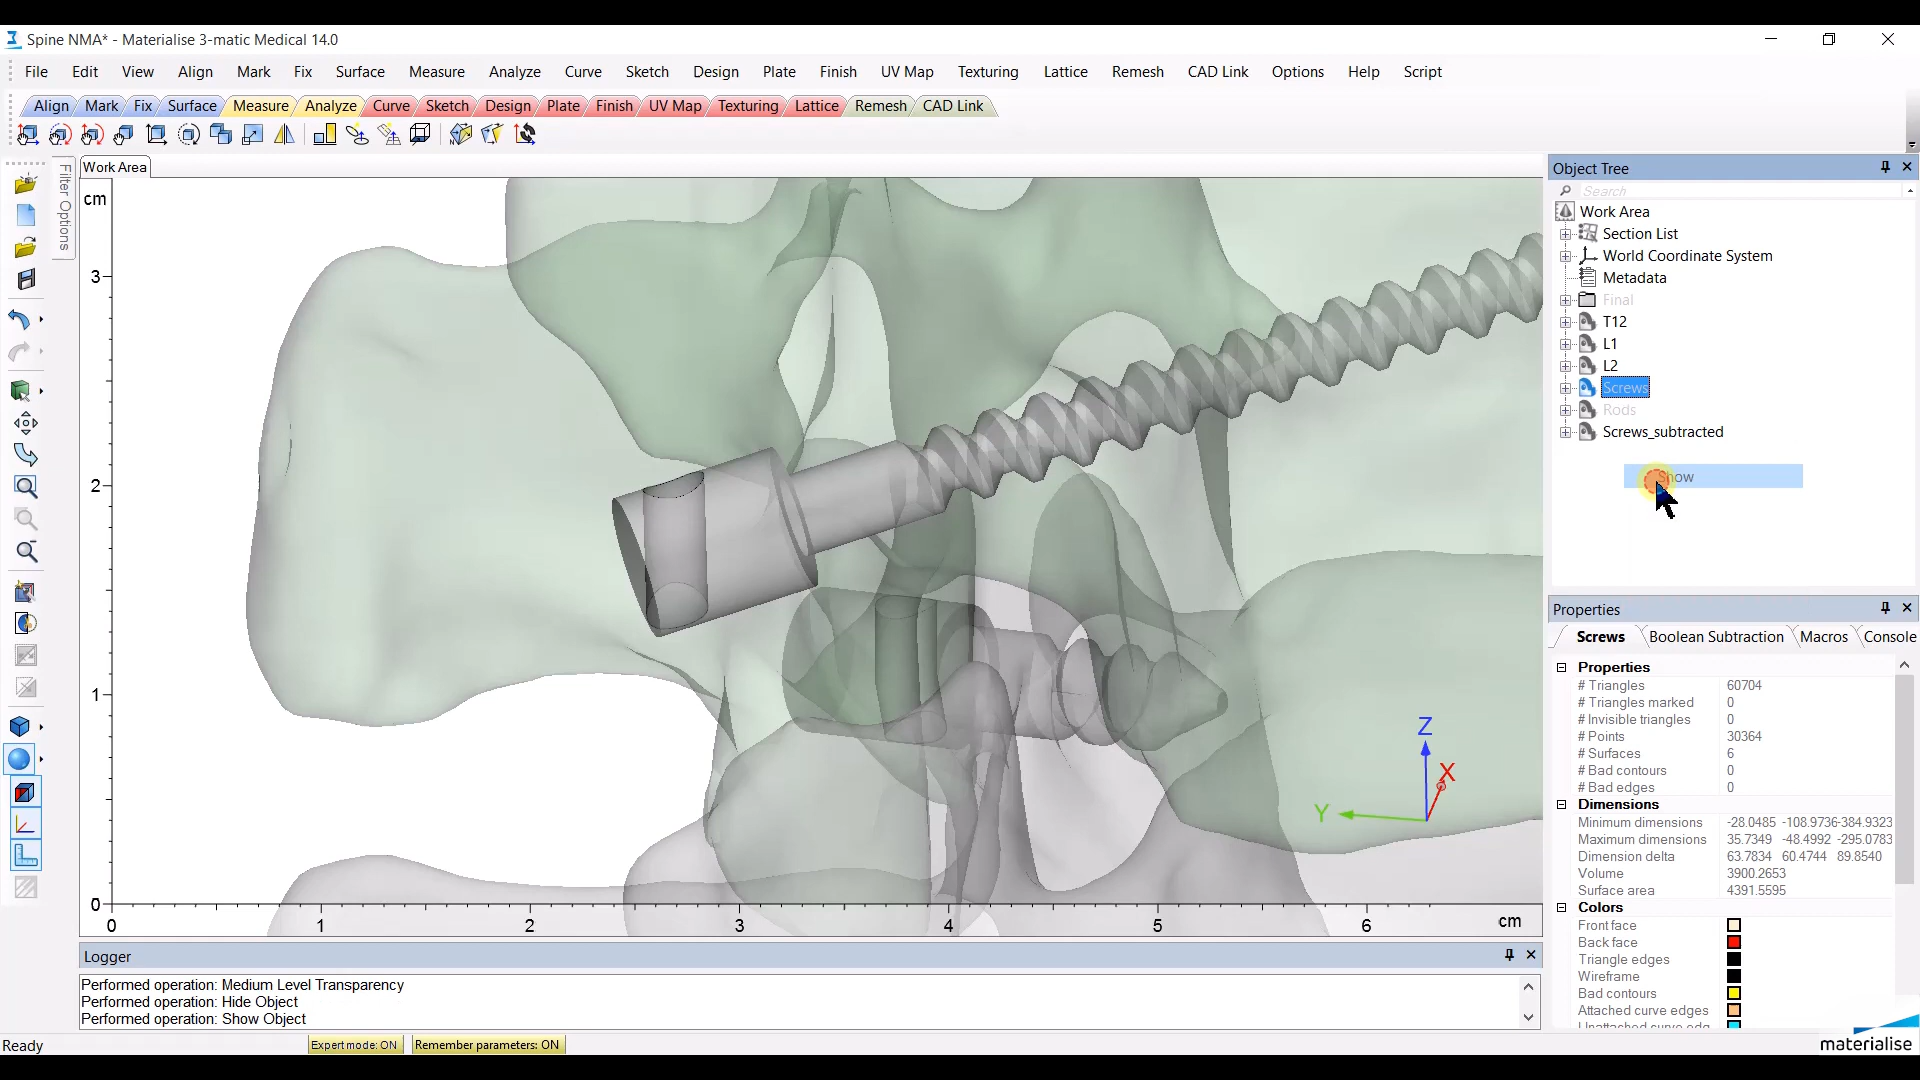 Spine NMA* - Materialise 3-matic Medical 14.0
File Edit View Align Mark Fix Surface Measure Analyze Curve Sketch Design Plate Finish UV Map Texturing Lattice Remesh CAD Link Options Help Script
Align Mark Fix Surface Measure Analyze Curve Sketch Design Plate Finish UV Map Texturing Lattice Remesh CAD Link
Filter Options
Work Area
cm
3
2
1
0
0 1 2 3 4 5 6 cm
Z
X
Y
Object Tree
Search
Work Area
Section List
World Coordinate System
Metadata
Final
T12
L1
L2
Screws
Rods
Screws_subtracted
Show
Properties
Screws Boolean Subtraction Macros Console
Properties
# Triangles 60704
# Triangles marked 0
# Invisible triangles 0
# Points 30364
# Surfaces 6
# Bad contours 0
# Bad edges 0
Dimensions
Minimum dimensions -28.0485 -108.9736-384.9323
Maximum dimensions 35.7349 -48.4992 -295.0783
Dimension delta 63.7834 60.4744 89.8540
Volume 3900.2653
Surface area 4391.5595
Colors
Front face
Back face
Triangle edges
Wireframe
Bad contours
Attached curve edges
Unattached curve edg
Logger
Performed operation: Medium Level Transparency
Performed operation: Hide Object
Performed operation: Show Object
Ready Expert mode: ON Remember parameters: ON
materialise